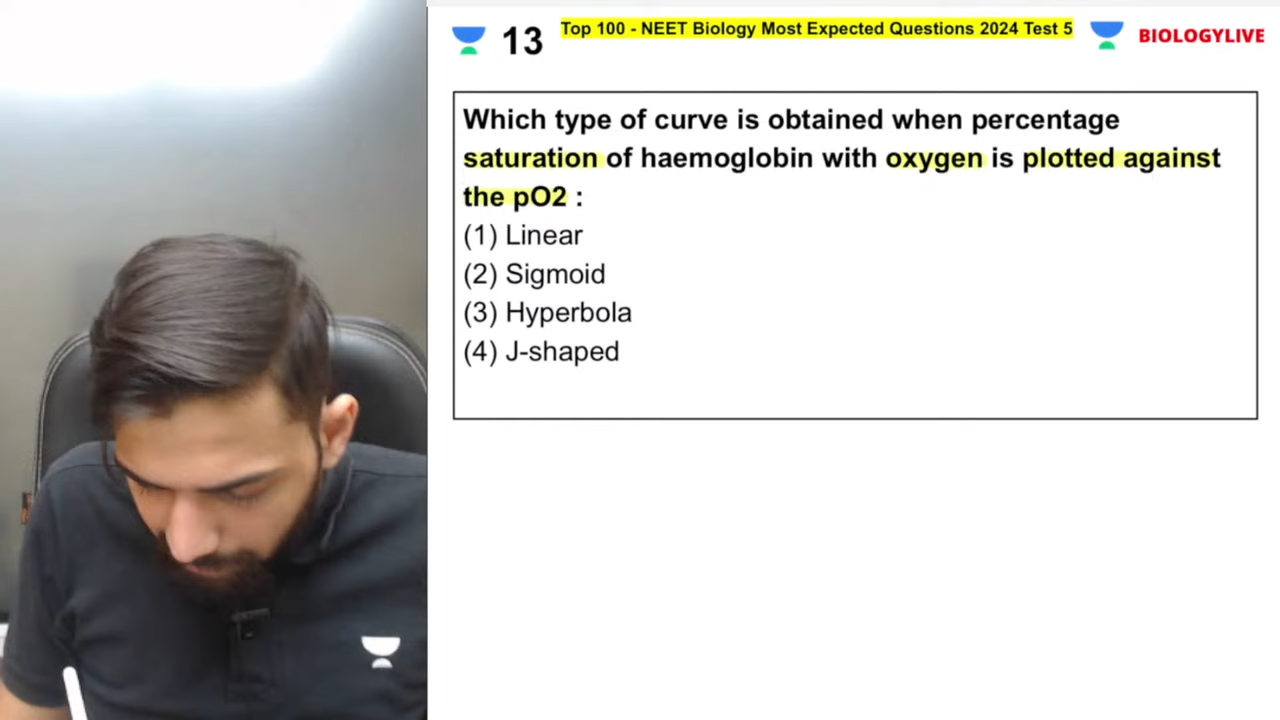 13
Top 100 - NEET Biology Most Expected Questions 2024 Test 5
BIOLOGYLIVE
Which type of curve is obtained when percentage
saturation of haemoglobin with oxygen is plotted against
the pO2 :
(1) Linear
(2) Sigmoid
(3) Hyperbola
(4) J-shaped